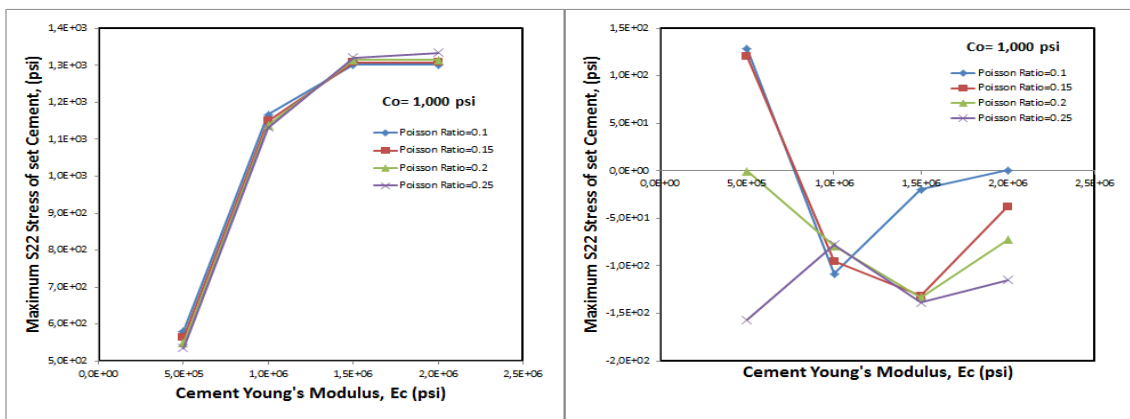 Maximum S22 Stress of set Cement, (psi)
1,4E+03
1,3E+03
1,2E+03
1,1E+03
1,0E+03
9,0E+02
8,0E+02
7,0E+02
6,0E+02
5,0E+02
0,0E+00 5,0E+05 1,0E+06 1,5E+06 2,0E+06 2,5E+06
Cement Young's Modulus, Ec (psi)
Co= 1,000 psi
Poisson Ratio=0.1
Poisson Ratio=0.15
Poisson Ratio=0.2
Poisson Ratio=0.25
Maximum S22 Stress of set Cement, (psi)
1,5E+02
1,0E+02
5,0E+01
0,0E+00
-5,0E+01
-1,0E+02
-1,5E+02
-2,0E+02
0,0E+00 5,0E+05 1,0E+06 1,5E+06 2,0E+06 2,5E+06
Cement Young's Modulus, Ec (psi)
Co= 1,000 psi
Poisson Ratio=0.1
Poisson Ratio=0.15
Poisson Ratio=0.2
Poisson Ratio=0.25